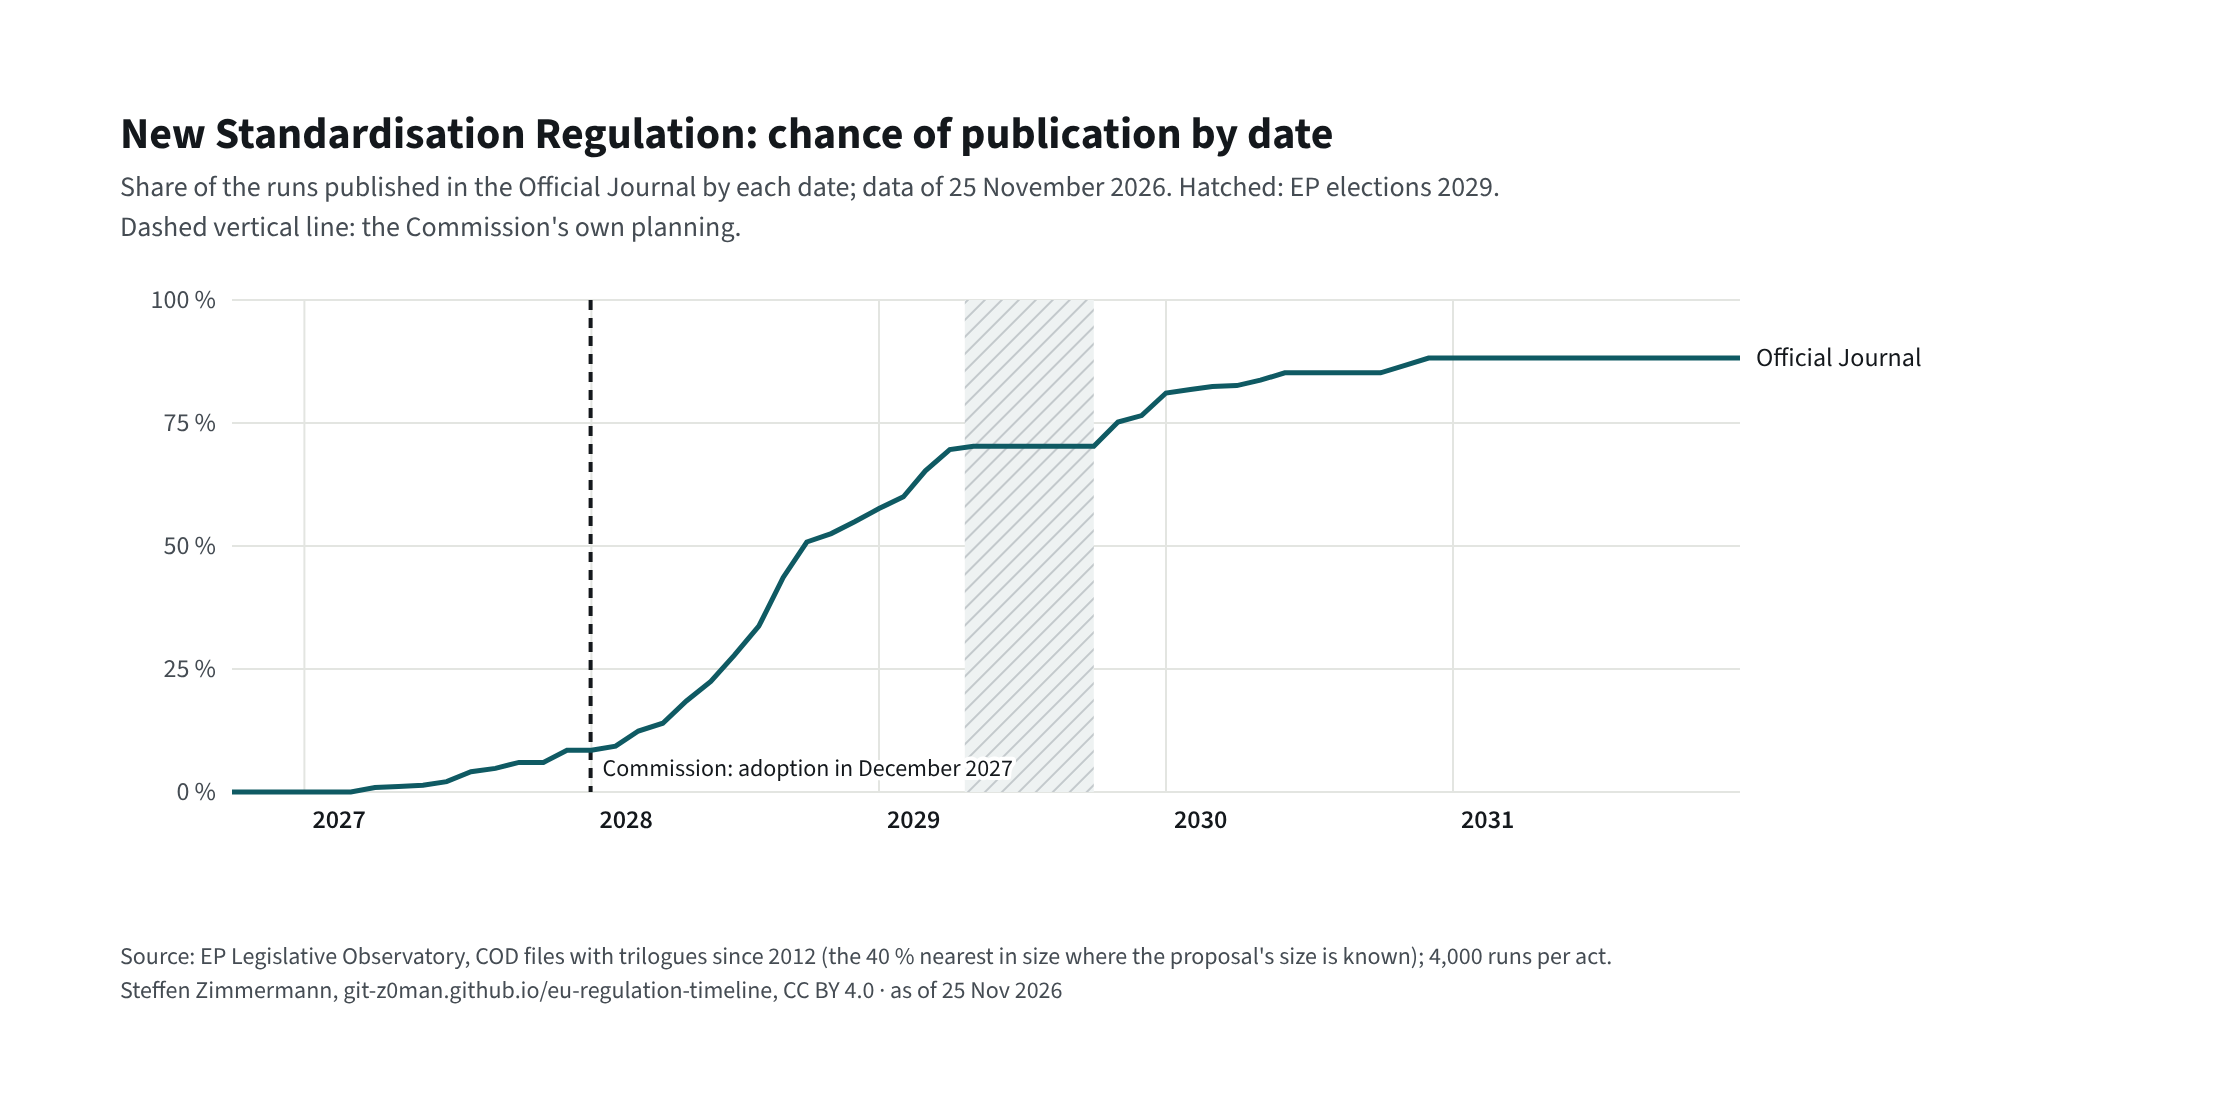 New Standardisation Regulation: chance of publication by date
Share of the runs published in the Official Journal by each date; data of 25 November 2026. Hatched: EP elections 2029.
Dashed vertical line: the Commission's own planning.
100 %
Official Journal
75 %
50 %
25 %
Commission: adoption in December 2027
0 %
2027 2028 2029 2030 2031
Source: EP Legislative Observatory, COD files with trilogues since 2012 (the 40 % nearest in size where the proposal's size is known); 4,000 runs per act.
Steffen Zimmermann, git-z0man.github.io/eu-regulation-timeline, CC BY 4.0 · as of 25 Nov 2026